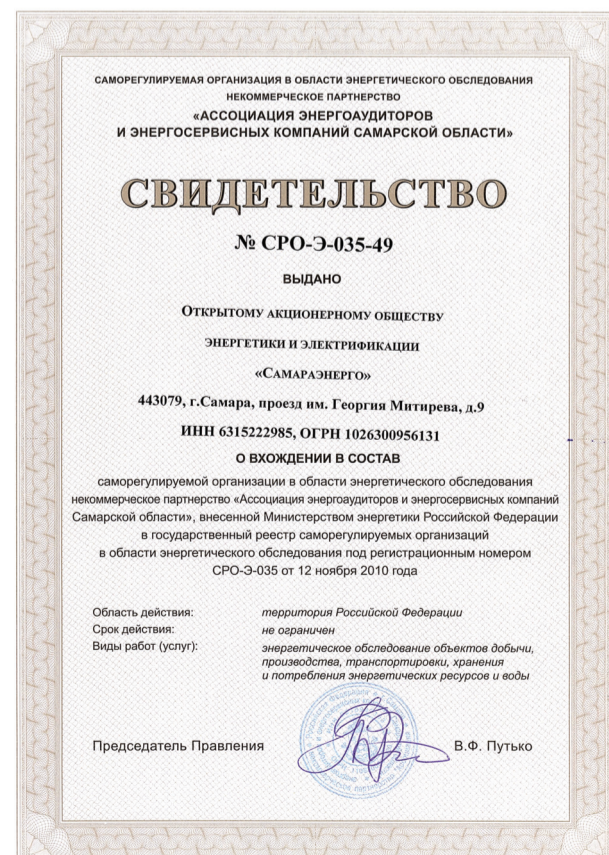 САМОРЕГУЛИРУЕМАЯ ОРГАНИЗАЦИЯ В ОБЛАСТИ ЭНЕРГЕТИЧЕСКОГО ОБСЛЕДОВАНИЯ
НЕКОММЕРЧЕСКОЕ ПАРТНЕРСТВО
«АССОЦИАЦИЯ ЭНЕРГОАУДИТОРОВ
И ЭНЕРГОСЕРВИСНЫХ КОМПАНИЙ САМАРСКОЙ ОБЛАСТИ»
СВИДЕТЕЛЬСТВО
№ СРО-Э-035-49
ВЫДАНО
ОТКРЫТОМУ АКЦИОНЕРНОМУ ОБЩЕСТВУ
ЭНЕРГЕТИКИ И ЭЛЕКТРИФИКАЦИИ
«САМАРАЭНЕРГО»
443079, г.Самара, проезд им. Георгия Митирева, д.9
ИНН 6315222985, ОГРН 1026300956131
О ВХОЖДЕНИИ В СОСТАВ
саморегулируемой организации в области энергетического обследования
некоммерческое партнерство «Ассоциация энергоаудиторов и энергосервисных компаний
Самарской области», внесенной Министерством энергетики Российской Федерации
в государственный реестр саморегулируемых организаций
в области энергетического обследования под регистрационным номером
СРО-Э-035 от 12 ноября 2010 года
Область действия: территория Российской Федерации
Срок действия: не ограничен
Виды работ (услуг): энергетическое обследование объектов добычи,
производства, транспортировки, хранения
и потребления энергетических ресурсов и воды
Председатель Правления В.Ф. Путько